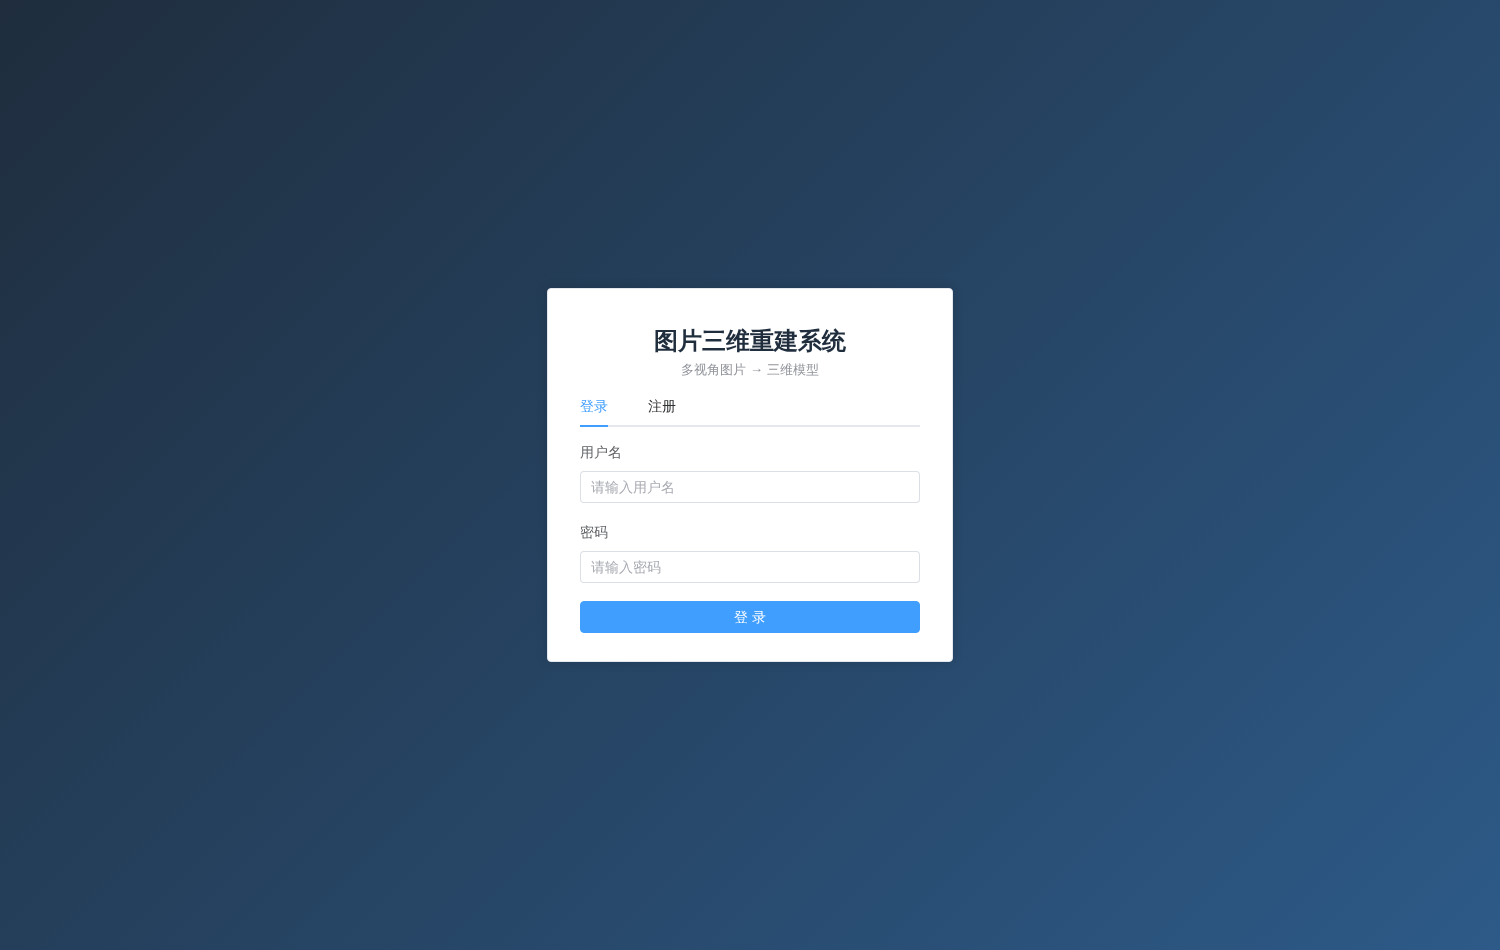 图片三维重建系统
多视角图片 → 三维模型
登录 注册
用户名
请输入用户名
密码
请输入密码
登 录